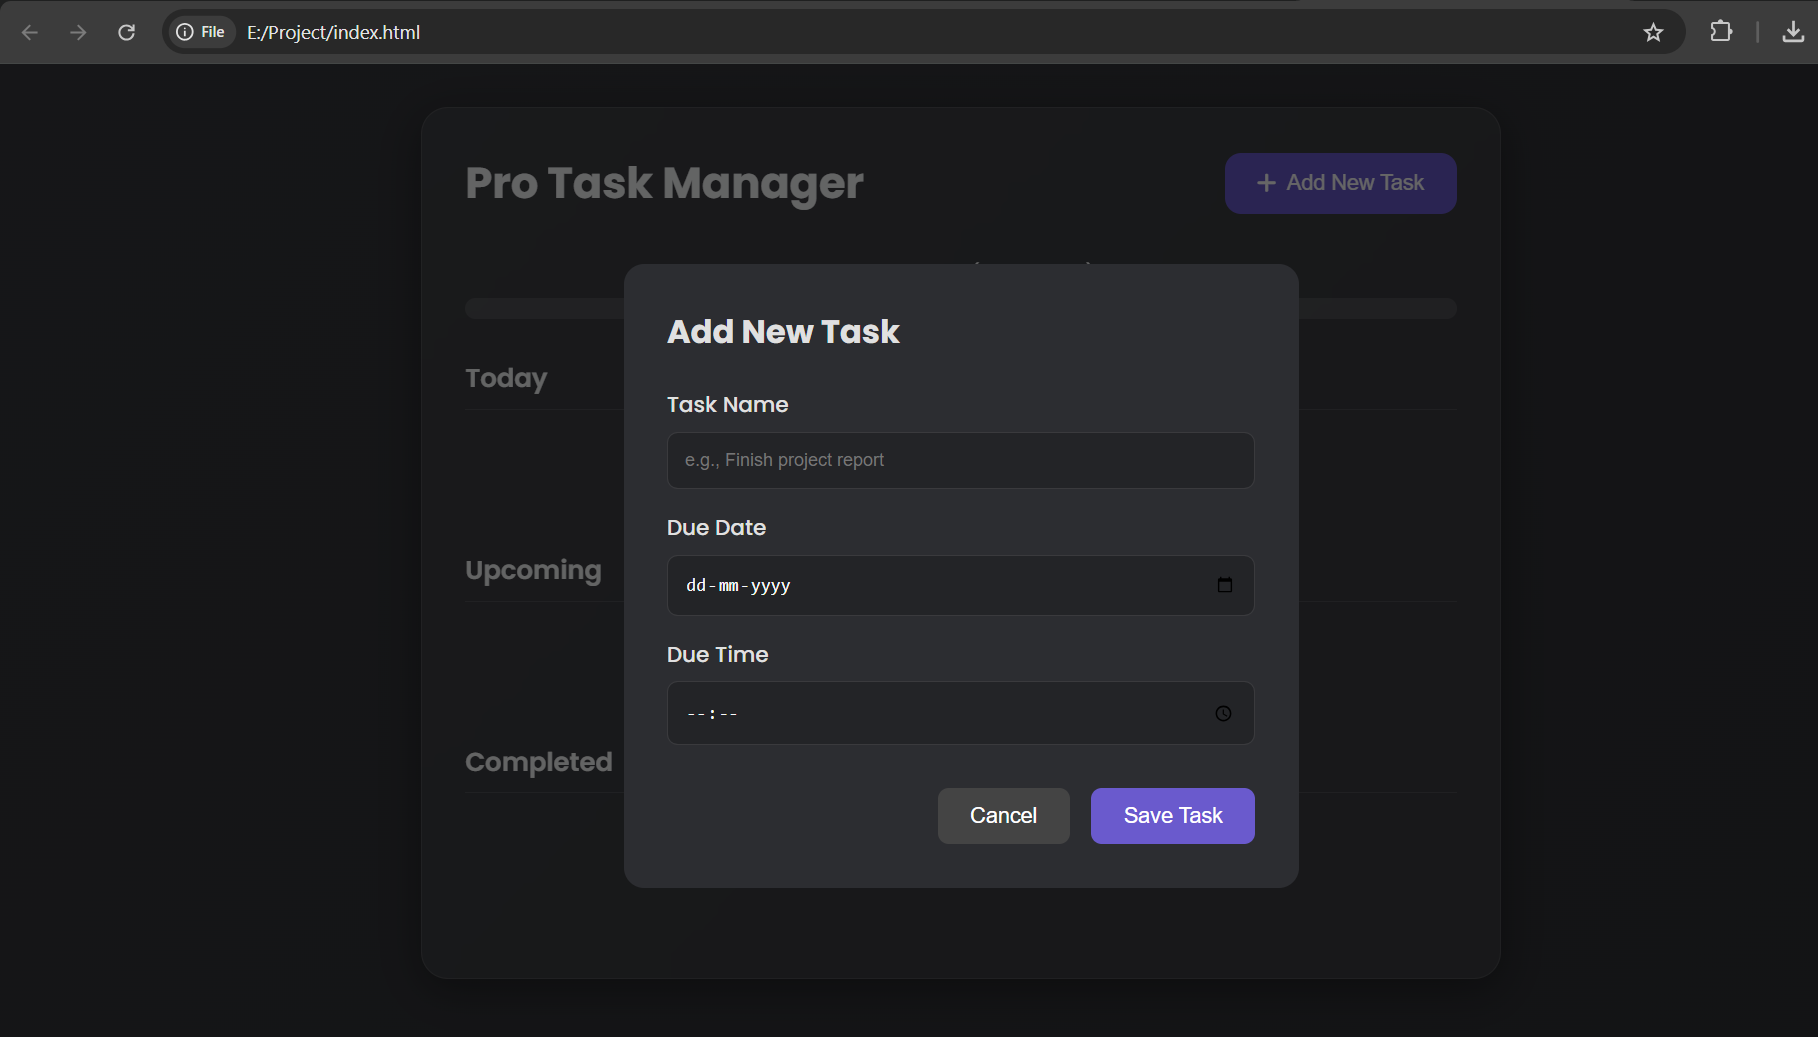 File E:/Project/index.html
Pro Task Manager
+ Add New Task
Add New Task
Today
Task Name
e.g., Finish project report
Due Date
Upcoming
dd-mm-yyyy
Due Time
--:--
Completed
Cancel Save Task